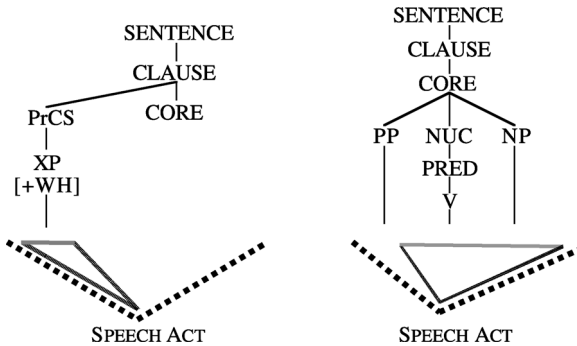 SENTENCE
CLAUSE
CORE
PrCS
XP
[+WH]
SPEECH ACT
SENTENCE
CLAUSE
CORE
PP NUC NP
PRED
V
SPEECH ACT